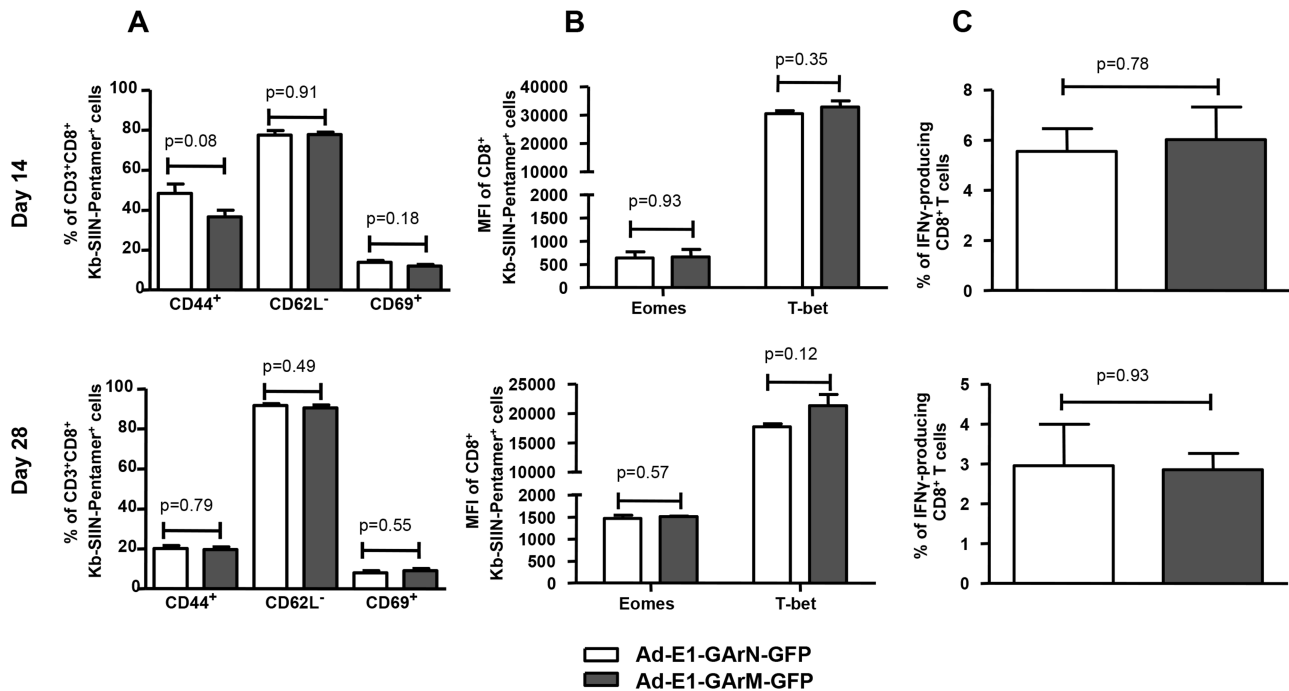 A
B
C
Day 14
% of CD3⁺CD8⁺
Kb-SIIN-Pentamer⁺ cells
100
80
60
40
20
0
p=0.08
p=0.91
p=0.18
CD44⁺
CD62L⁻
CD69⁺
MFI of CD8⁺
Kb-SIIN-Pentamer⁺ cells
40000
30000
20000
10000
2000
1500
1000
500
0
p=0.93
p=0.35
Eomes
T-bet
% of IFNγ-producing
CD8⁺ T cells
8
6
4
2
0
p=0.78
Day 28
% of CD3⁺CD8⁺
Kb-SIIN-Pentamer⁺ cells
100
80
60
40
20
0
p=0.79
p=0.49
p=0.55
CD44⁺
CD62L⁻
CD69⁺
MFI of CD8⁺
Kb-SIIN-Pentamer⁺ cells
25000
20000
15000
10000
2000
1500
1000
500
0
p=0.57
p=0.12
Eomes
T-bet
% of IFNγ-producing
CD8⁺ T cells
5
4
3
2
1
0
p=0.93
Ad-E1-GArN-GFP
Ad-E1-GArM-GFP